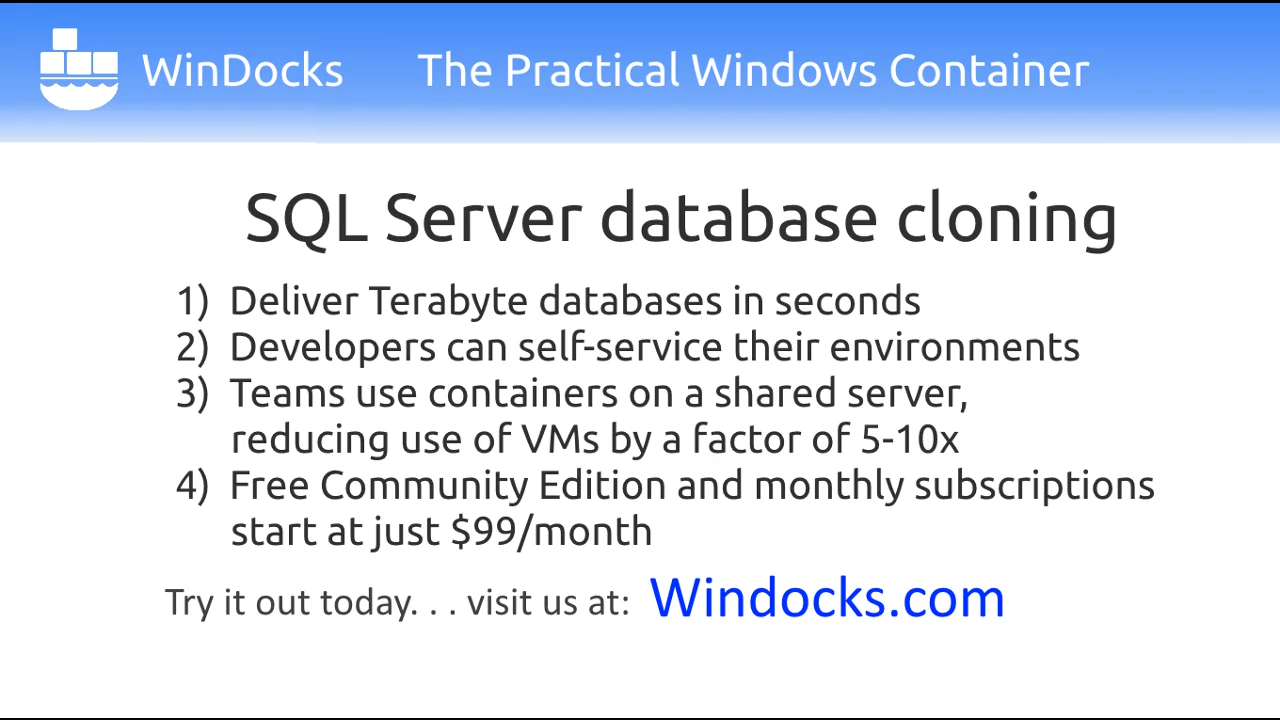 WinDocks The Practical Windows Container
SQL Server database cloning
1) Deliver Terabyte databases in seconds
2) Developers can self-service their environments
3) Teams use containers on a shared server,
reducing use of VMs by a factor of 5-10x
4) Free Community Edition and monthly subscriptions
start at just $99/month
Try it out today. . . visit us at: Windocks.com